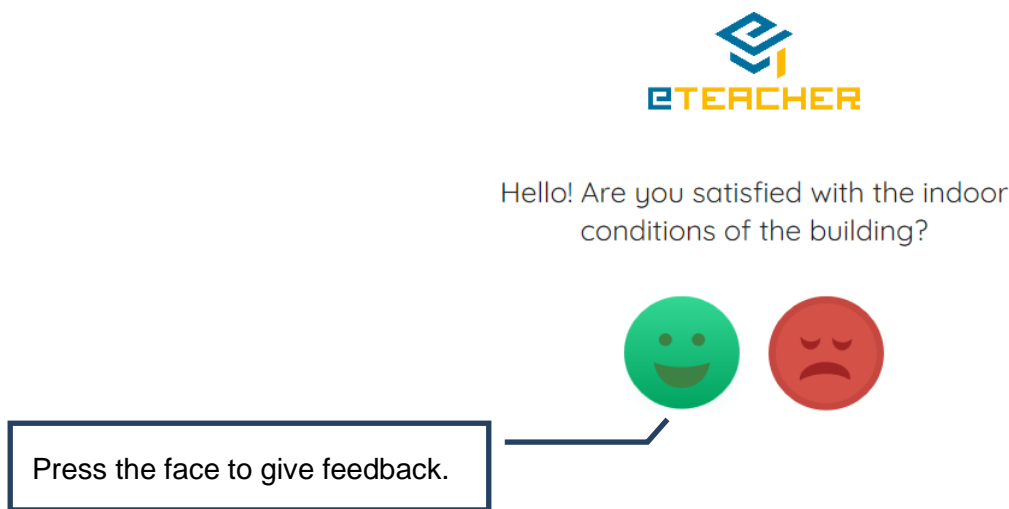 eTEACHER
Hello! Are you satisfied with the indoor
conditions of the building?
Press the face to give feedback.